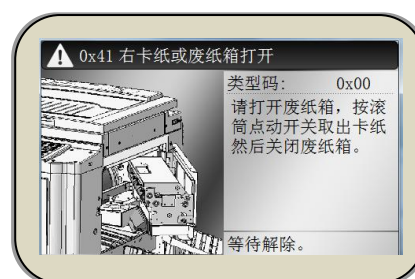 0x41 右卡纸或废纸箱打开
类型码: 0x00
请打开废纸箱，按滚
筒点动开关取出卡纸
然后关闭废纸箱。
等待解除。